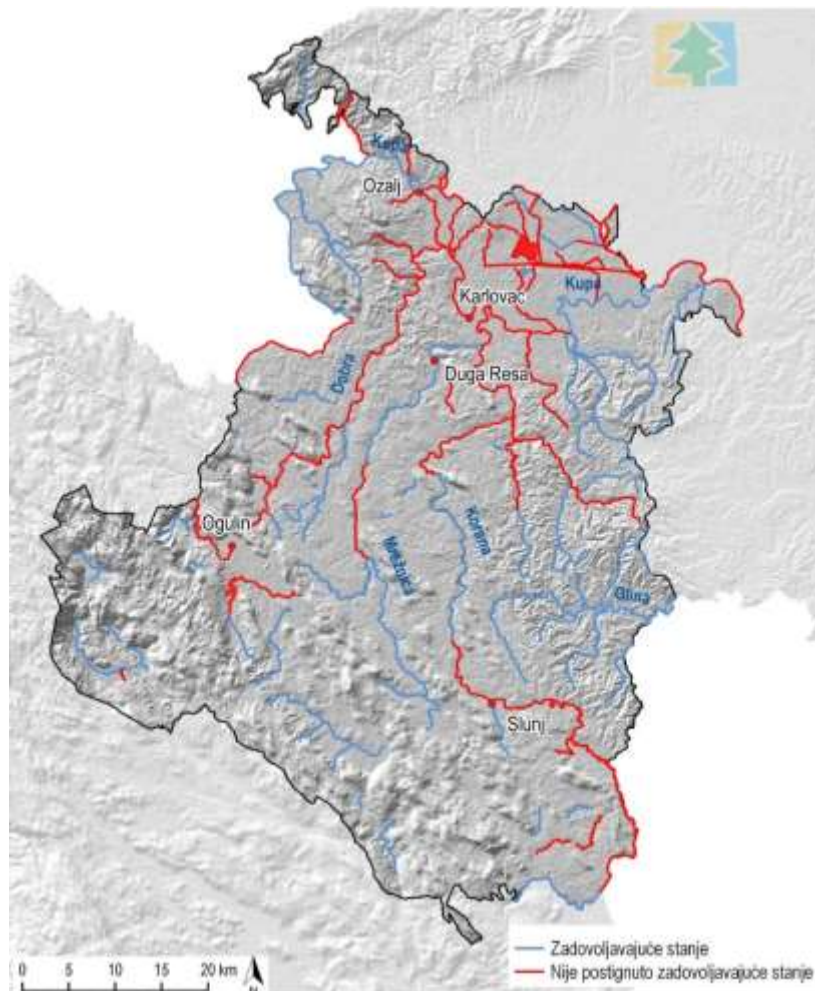 Kupa
Ozalj
Kupa
Karlovac
Dobra
Duga Resa
Ogulin
Korana
Mrežnica
Glina
Slunj
Zadovoljavajuće stanje
Nije postignuto zadovoljavajuće stanje
0 5 10 20 km
N